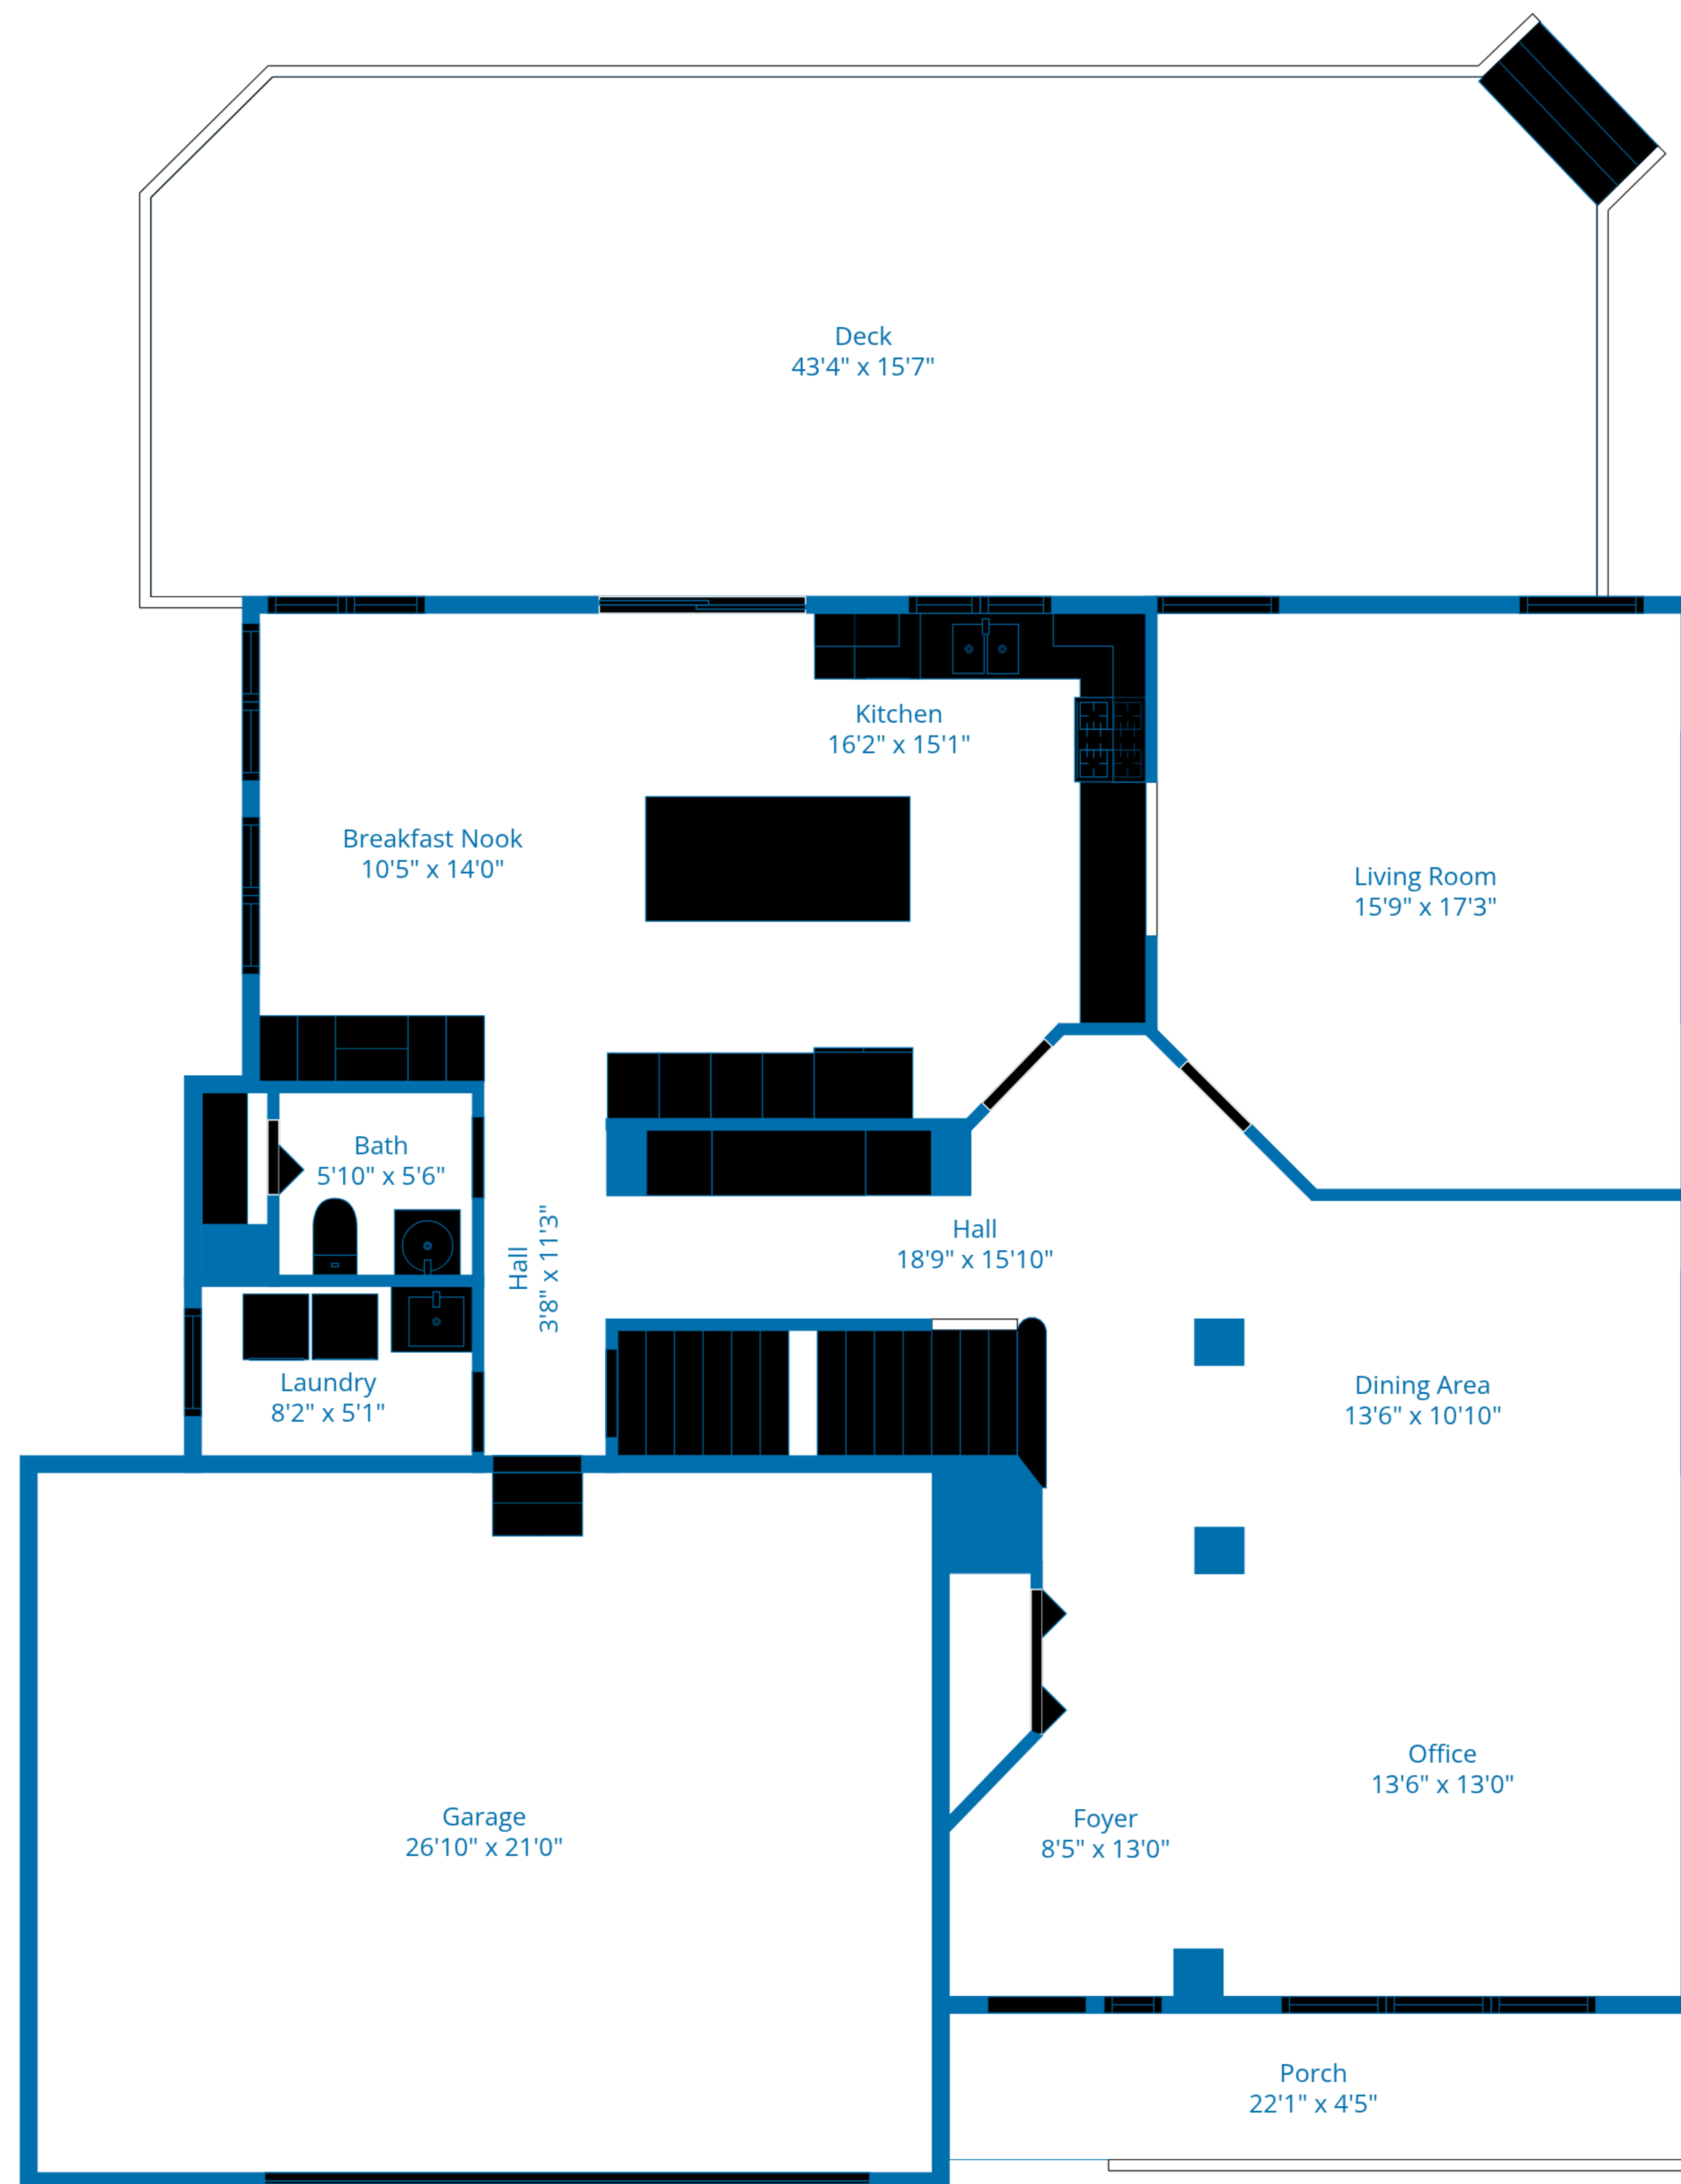 Deck
43'4" x 15'7"
Kitchen
16'2" x 15'1"
Breakfast Nook
10'5" x 14'0"
Living Room
15'9" x 17'3"
Bath
5'10" x 5'6"
Hall
3'8" x 11'3"
Hall
18'9" x 15'10"
Laundry
8'2" x 5'1"
Dining Area
13'6" x 10'10"
Office
13'6" x 13'0"
Garage
26'10" x 21'0"
Foyer
8'5" x 13'0"
Porch
22'1" x 4'5"